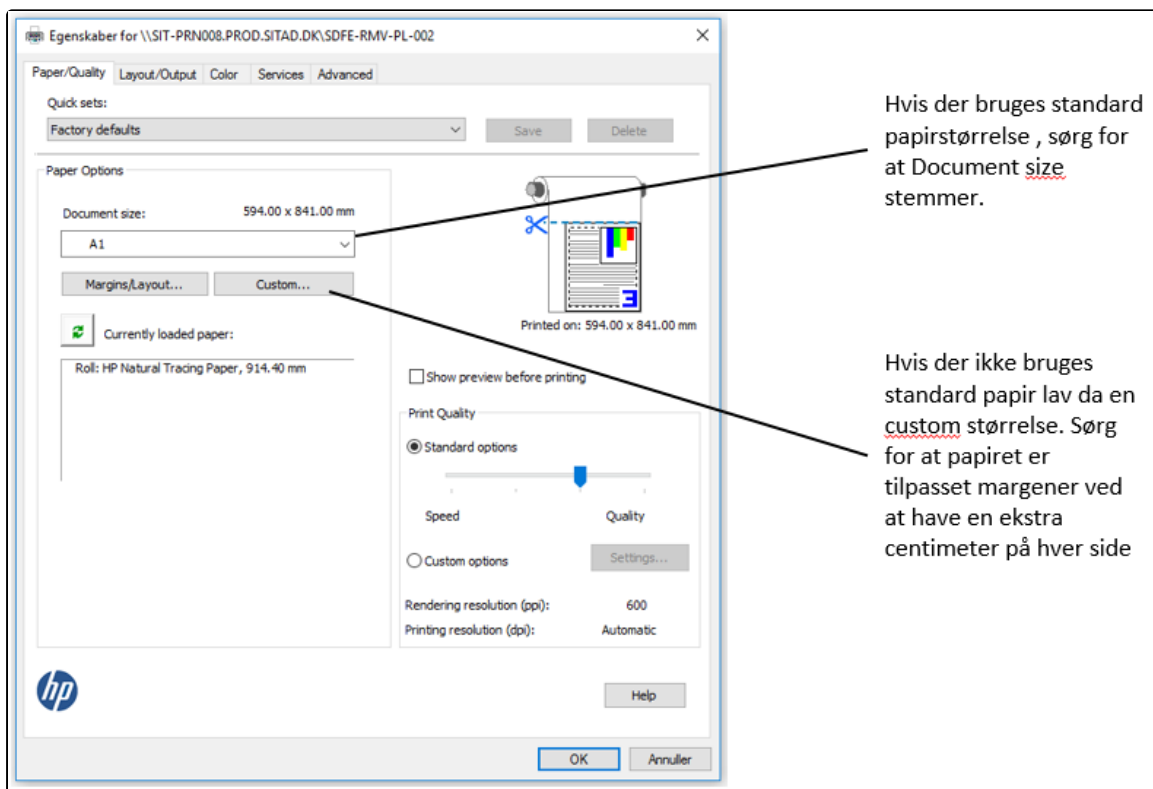 Egenskaber for \\SIT-PRN008.PROD.SITAD.DK\SDFE-RMV-PL-002
Paper/Quality Layout/Output Color Services Advanced
Quick sets:
Factory defaults
Save Delete
Paper Options
Document size: 594.00 x 841.00 mm
A1
Margins/Layout... Custom...
Currently loaded paper:
Roll: HP Natural Tracing Paper, 914.40 mm
Printed on: 594.00 x 841.00 mm
Show preview before printing
Print Quality
Standard options
Speed Quality
Custom options Settings...
Rendering resolution (ppi): 600
Printing resolution (dpi): Automatic
hp
Help
OK Annuller
Hvis der bruges standard
papirstørrelse , sørg for
at Document size
stemmer.
Hvis der ikke bruges
standard papir lav da en
custom størrelse. Sørg
for at papiret er
tilpasset margener ved
at have en ekstra
centimeter på hver side